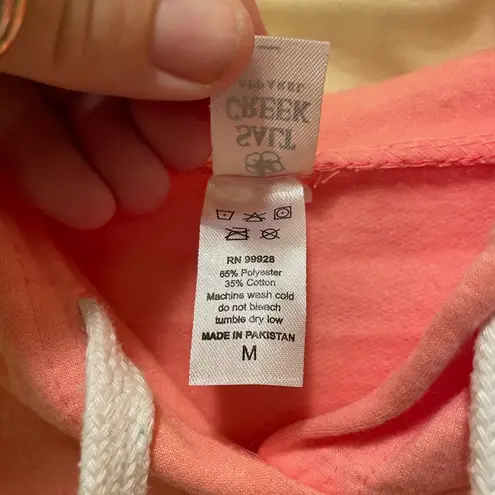 SALT
CREEK
APPAREL
RN 99928
65% Polyester
35% Cotton
Machine wash cold
do not bleach
tumble dry low
MADE IN PAKISTAN
M